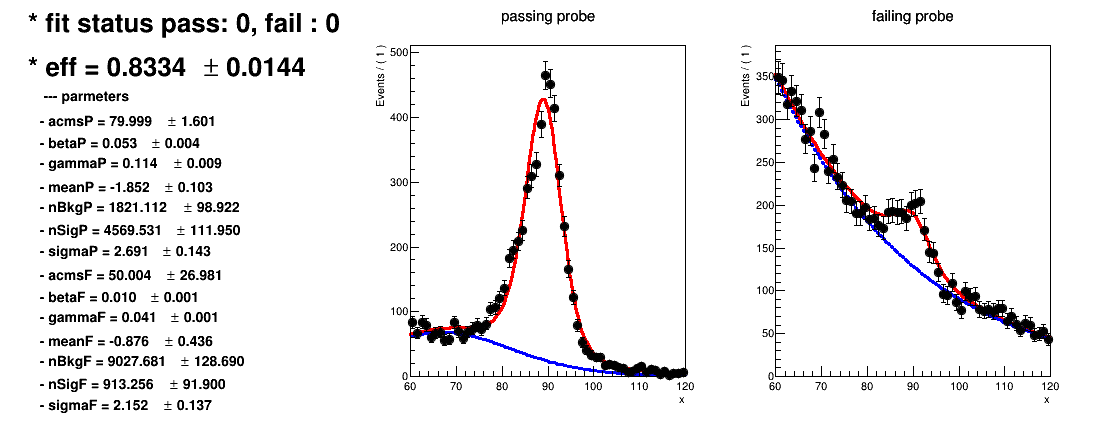 * fit status pass: 0, fail : 0
* eff = 0.8334 ± 0.0144
--- parmeters
- acmsP = 79.999 ± 1.601
- betaP = 0.053 ± 0.004
- gammaP = 0.114 ± 0.009
- meanP = -1.852 ± 0.103
- nBkgP = 1821.112 ± 98.922
- nSigP = 4569.531 ± 111.950
- sigmaP = 2.691 ± 0.143
- acmsF = 50.004 ± 26.981
- betaF = 0.010 ± 0.001
- gammaF = 0.041 ± 0.001
- meanF = -0.876 ± 0.436
- nBkgF = 9027.681 ± 128.690
- nSigF = 913.256 ± 91.900
- sigmaF = 2.152 ± 0.137
passing probe
Events / ( 1 )
500
400
300
200
100
0
60 70 80 90 100 110 120
x
failing probe
Events / ( 1 )
350
300
250
200
150
100
50
0
60 70 80 90 100 110 120
x